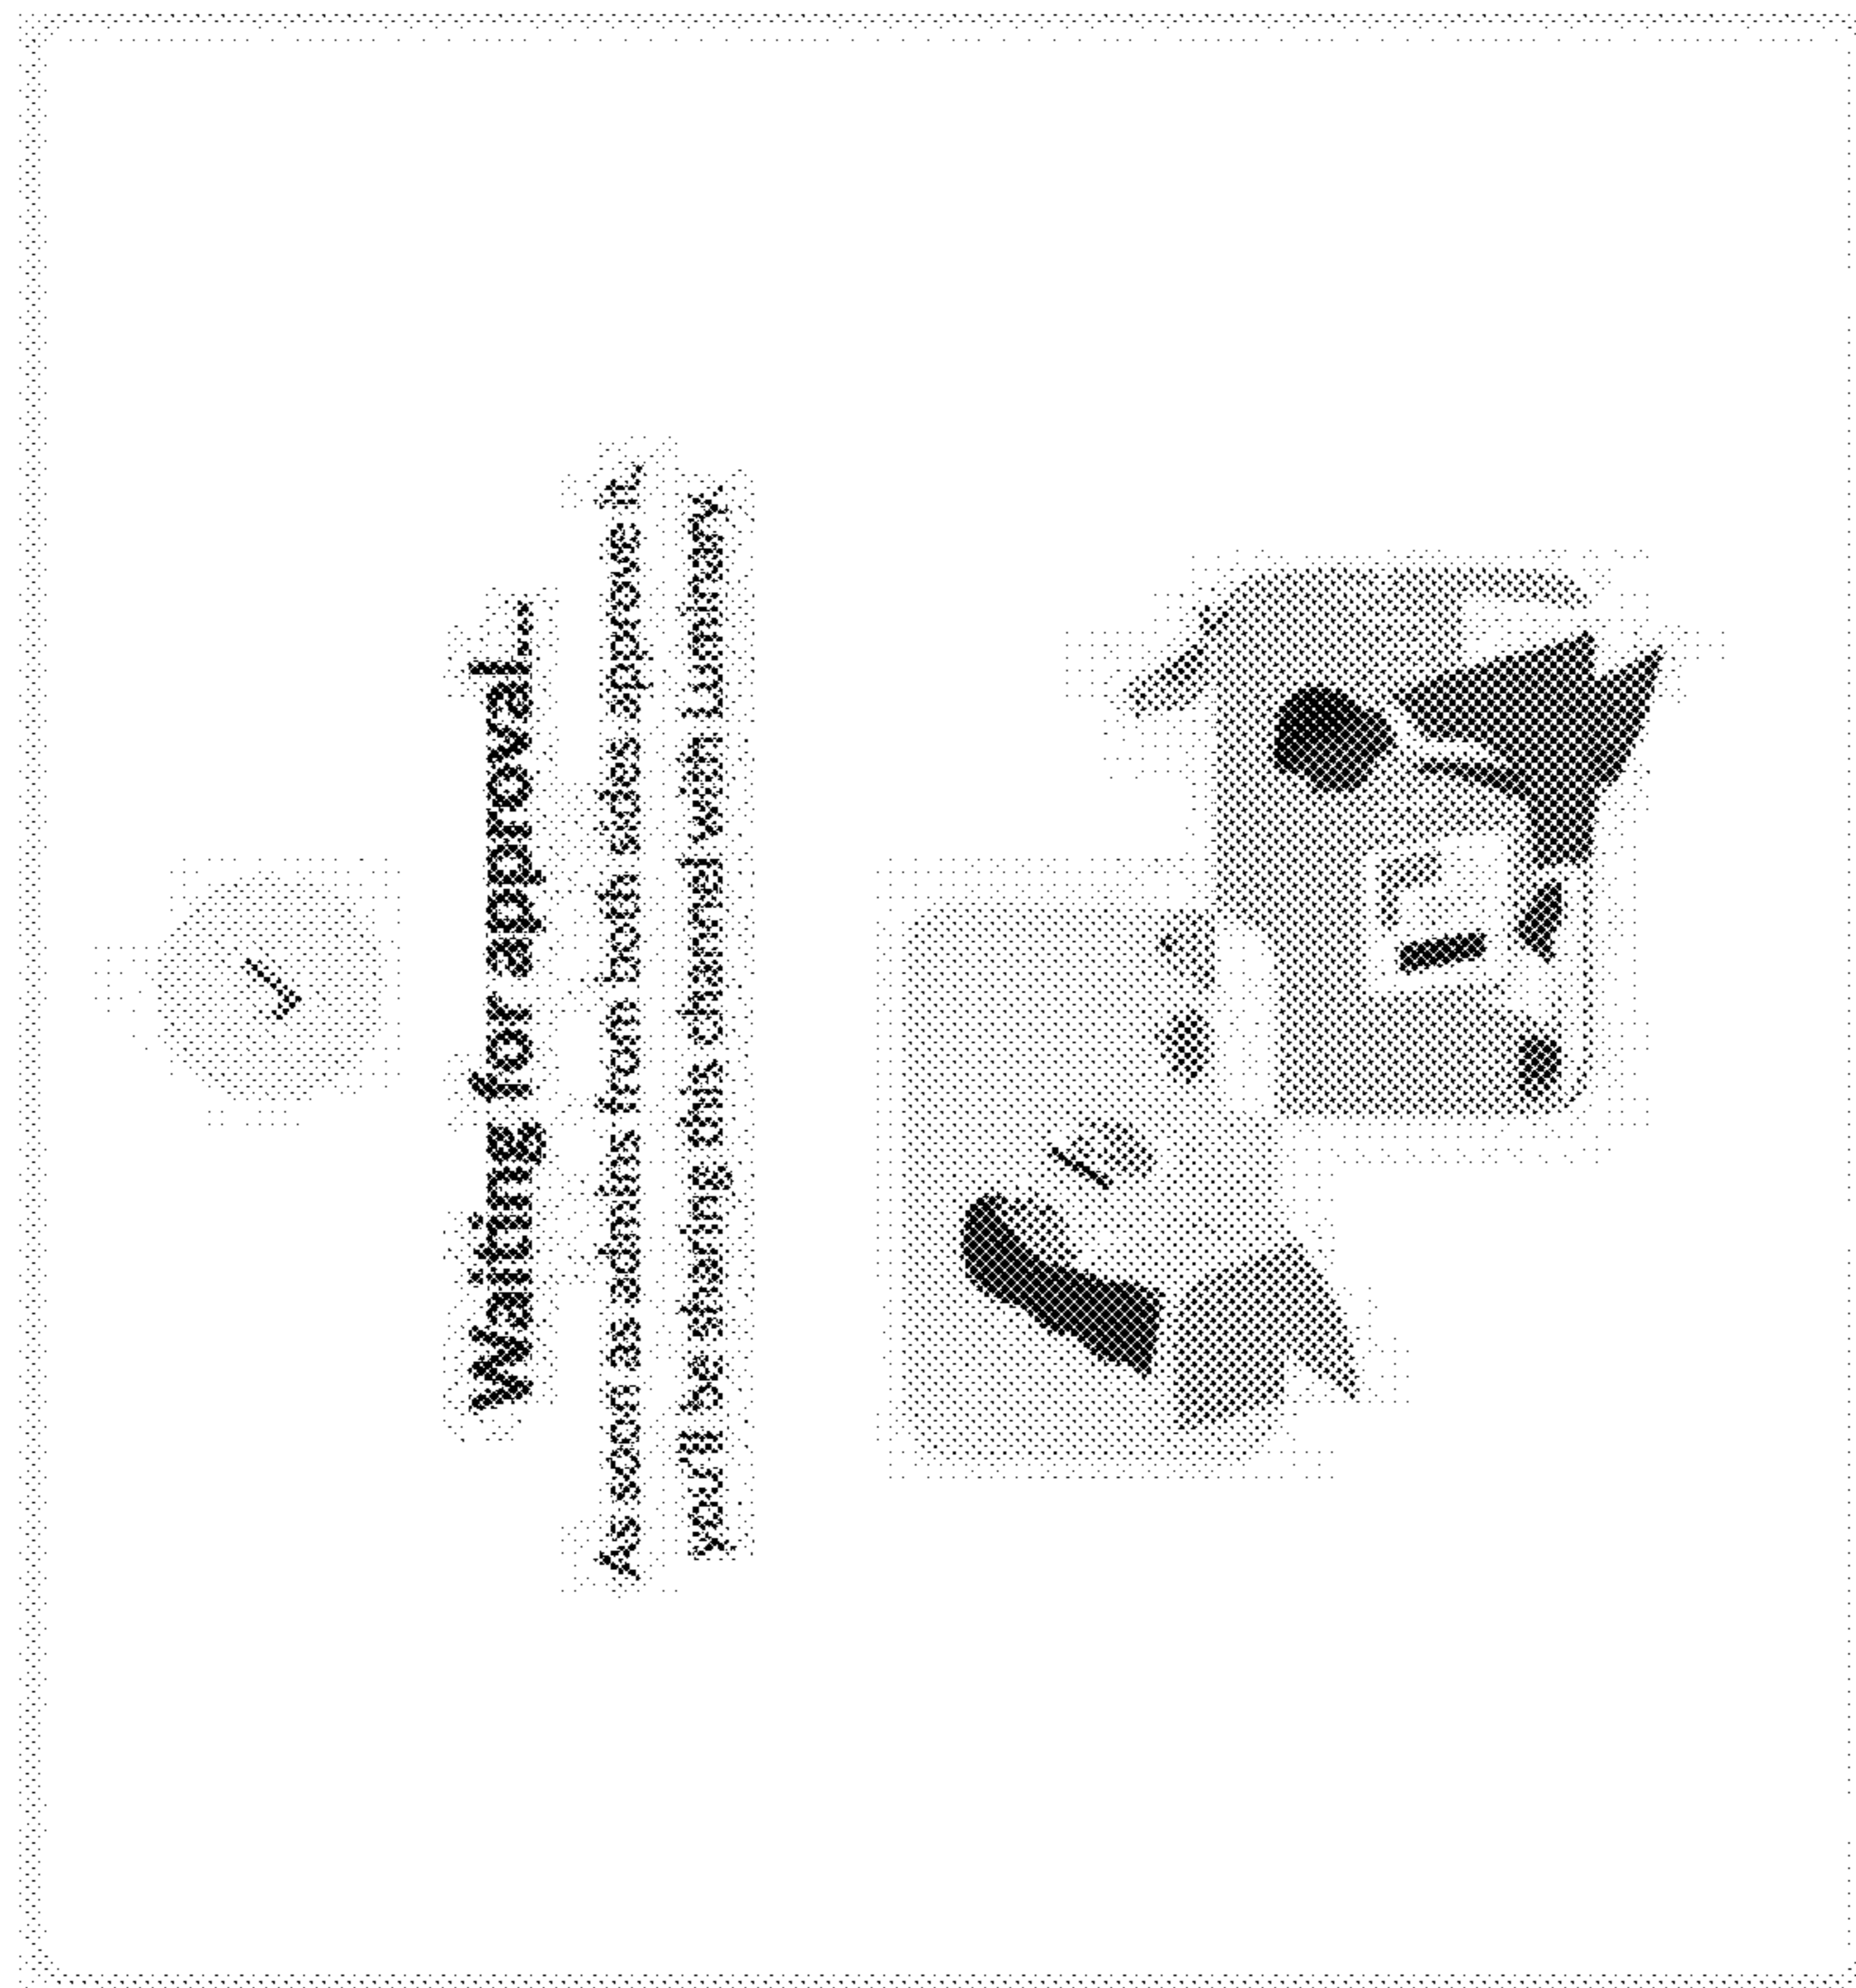 Waiting for approval...
As soon as admins from both sides approve it,
you'll be sharing this channel with Luminary.